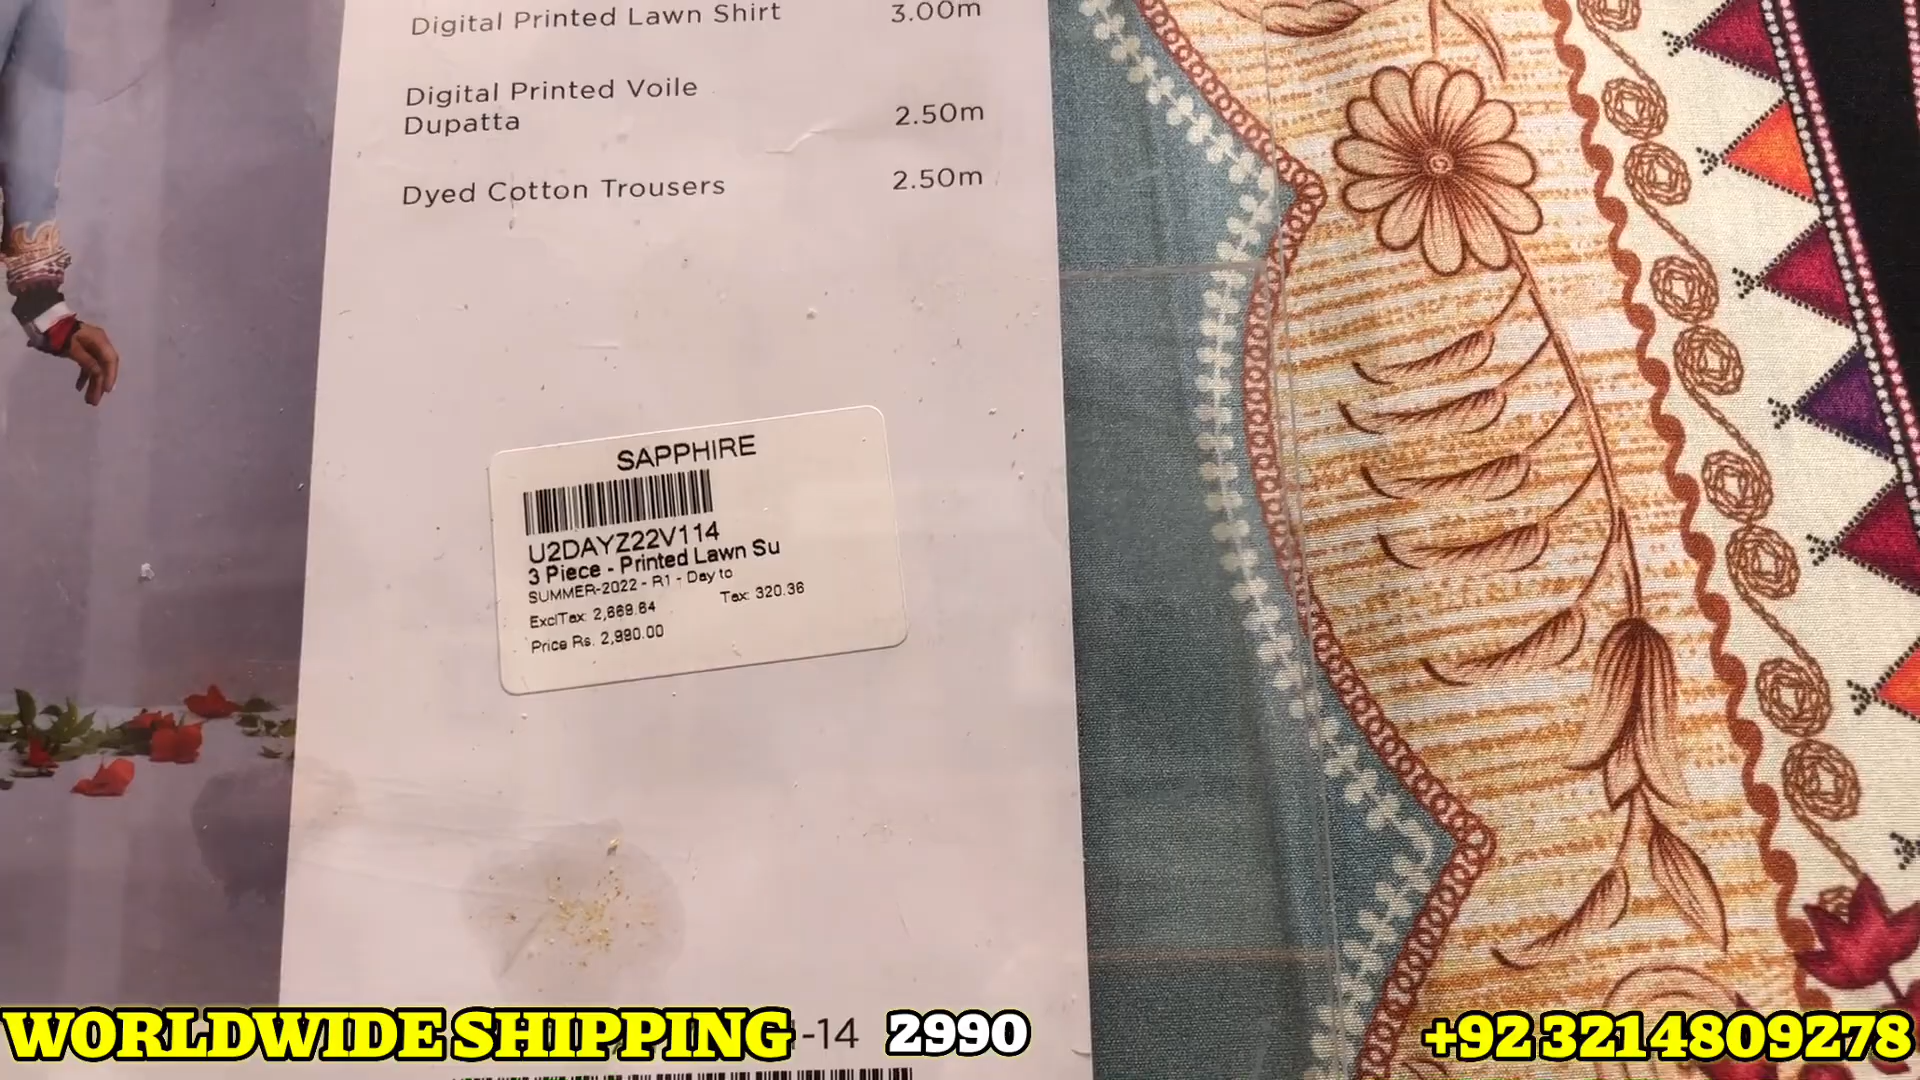 Digital Printed Lawn Shirt 3.00m
Digital Printed Voile
Dupatta 2.50m
Dyed Cotton Trousers 2.50m
SAPPHIRE
U2DAYZ22V114
3 Piece - Printed Lawn Su
SUMMER-2022 - R1 - Day to
ExclTax: 2,669.64 Tax: 320.36
Price Rs. 2,990.00
WORLDWIDE SHIPPING -14 2990 +92 3214809278